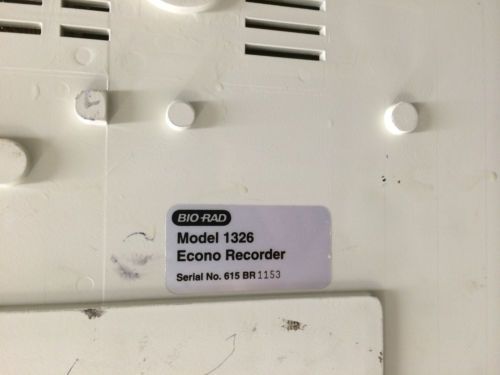 BIO-RAD
Model 1326
Econo Recorder
Serial No. 615 BR 1153